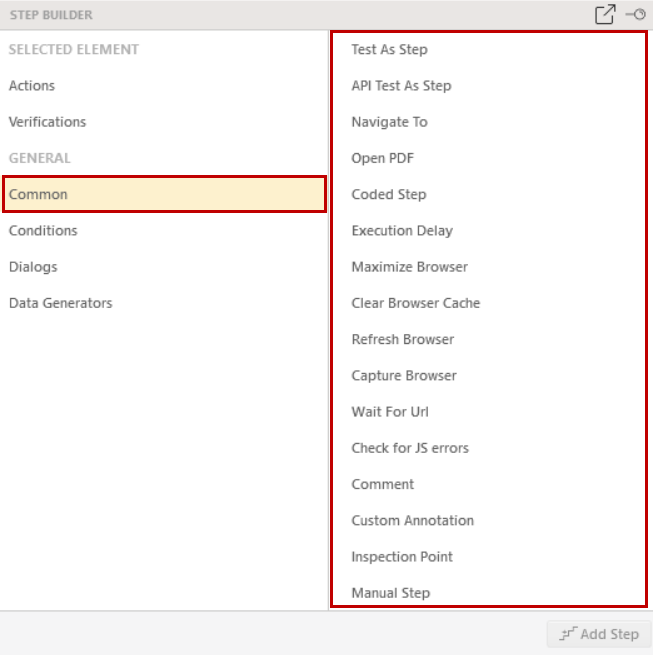 STEP BUILDER
SELECTED ELEMENT
Actions
Verifications
GENERAL
Common
Conditions
Dialogs
Data Generators
Test As Step
API Test As Step
Navigate To
Open PDF
Coded Step
Execution Delay
Maximize Browser
Clear Browser Cache
Refresh Browser
Capture Browser
Wait For Url
Check for JS errors
Comment
Custom Annotation
Inspection Point
Manual Step
Add Step